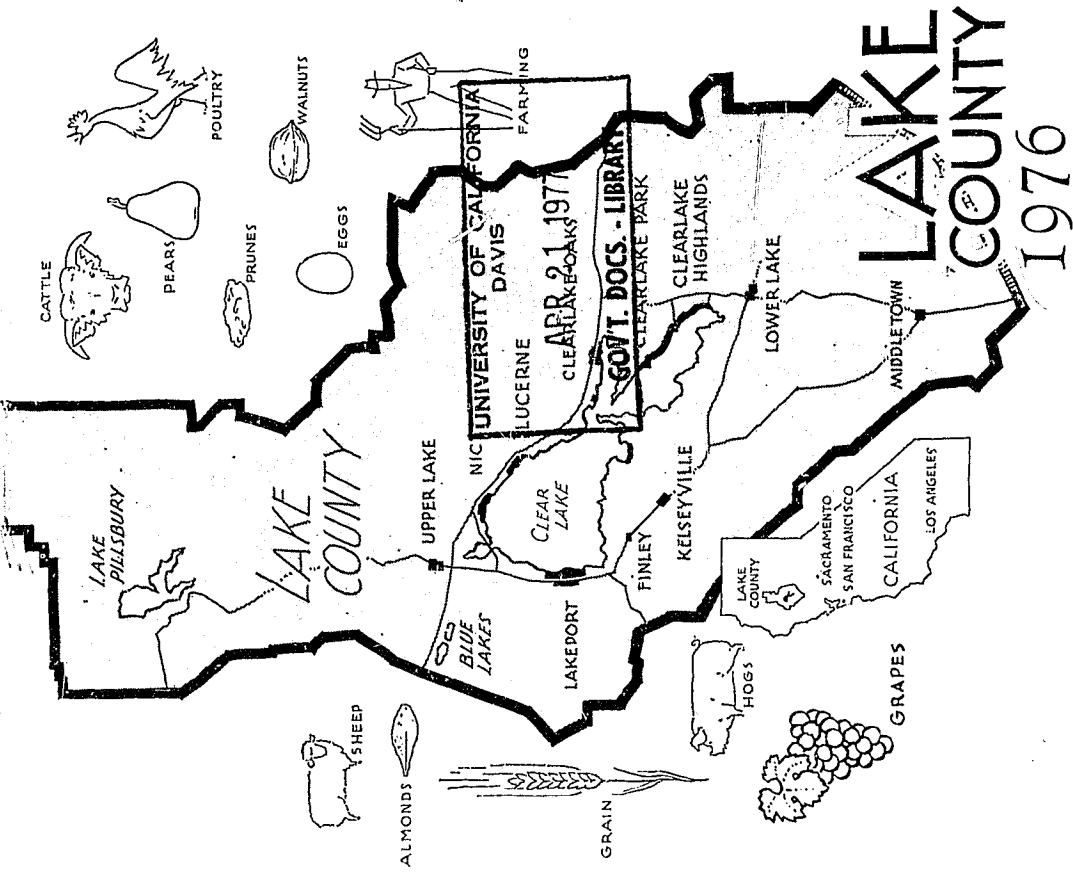 CATTLE
POULTRY
PEARS
WALNUTS
PRUNES
EGGS
FARMING
LAKE
PILLSBURY
LAKE
COUNTY
UPPER LAKE
NIC
LUCERNE
UNIVERSITY OF CALIFORNIA
DAVIS
APR 21 1977
GOV'T. DOCS. - LIBRARY
CLEARLAKE OAKS
CLEARLAKE PARK
CLEARLAKE
HIGHLANDS
BLUE
LAKES
CLEAR
LAKE
LAKEPORT
FINLEY
KELSEYVILLE
LOWER LAKE
MIDDLETOWN
SHEEP
ALMONDS
GRAIN
HOGS
GRAPES
LAKE
COUNTY
SACRAMENTO
SAN FRANCISCO
CALIFORNIA
LOS ANGELES
LAKE
COUNTY
1976